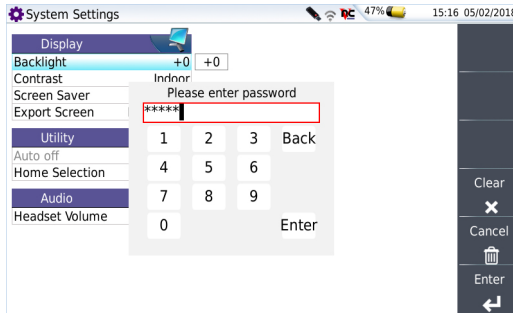 System Settings
47%
15:16 05/02/2018
Display
Backlight +0 +0
Contrast Indoor
Screen Saver
Export Screen
Utility
Auto off
Home Selection
Audio
Headset Volume
Please enter password
*****
1 2 3 Back
4 5 6
7 8 9
0 Enter
Clear
Cancel
Enter